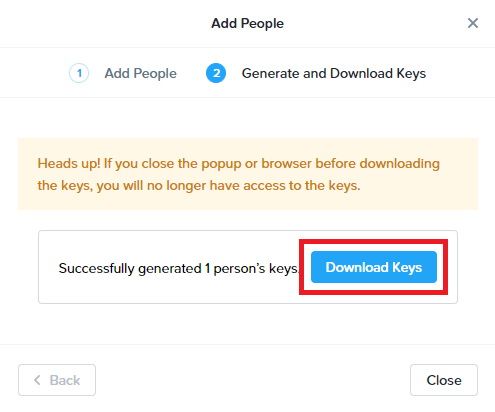 Add People
1 Add People 2 Generate and Download Keys
Heads up! If you close the popup or browser before downloading
the keys, you will no longer have access to the keys.
Successfully generated 1 person's keys. Download Keys
Back Close